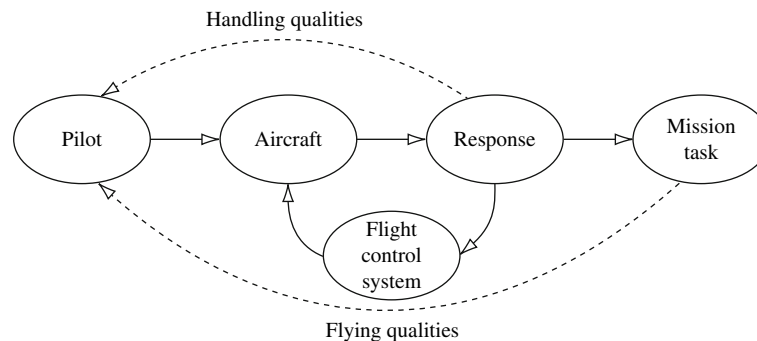 Handling qualities
Pilot
Aircraft
Response
Mission
task
Flight
control
system
Flying qualities